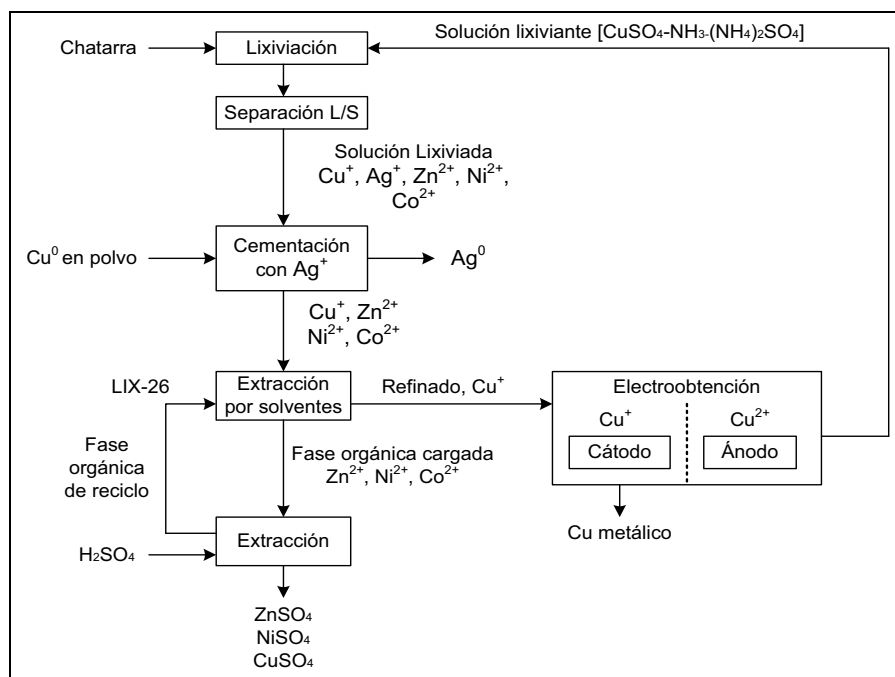 Solución lixiviante [CuSO₄-NH₃-(NH₄)₂SO₄]
Chatarra
Lixiviación
Separación L/S
Solución Lixiviada
Cu⁺, Ag⁺, Zn²⁺, Ni²⁺,
Co²⁺
Cu⁰ en polvo
Cementación
con Ag⁺
Ag⁰
Cu⁺, Zn²⁺
Ni²⁺, Co²⁺
LIX-26
Extracción
por solventes
Refinado, Cu⁺
Electroobtención
Cu⁺
Cu²⁺
Cátodo
Ánodo
Fase
orgánica
de reciclo
Fase orgánica cargada
Zn²⁺, Ni²⁺, Co²⁺
Cu metálico
Extracción
H₂SO₄
ZnSO₄
NiSO₄
CuSO₄